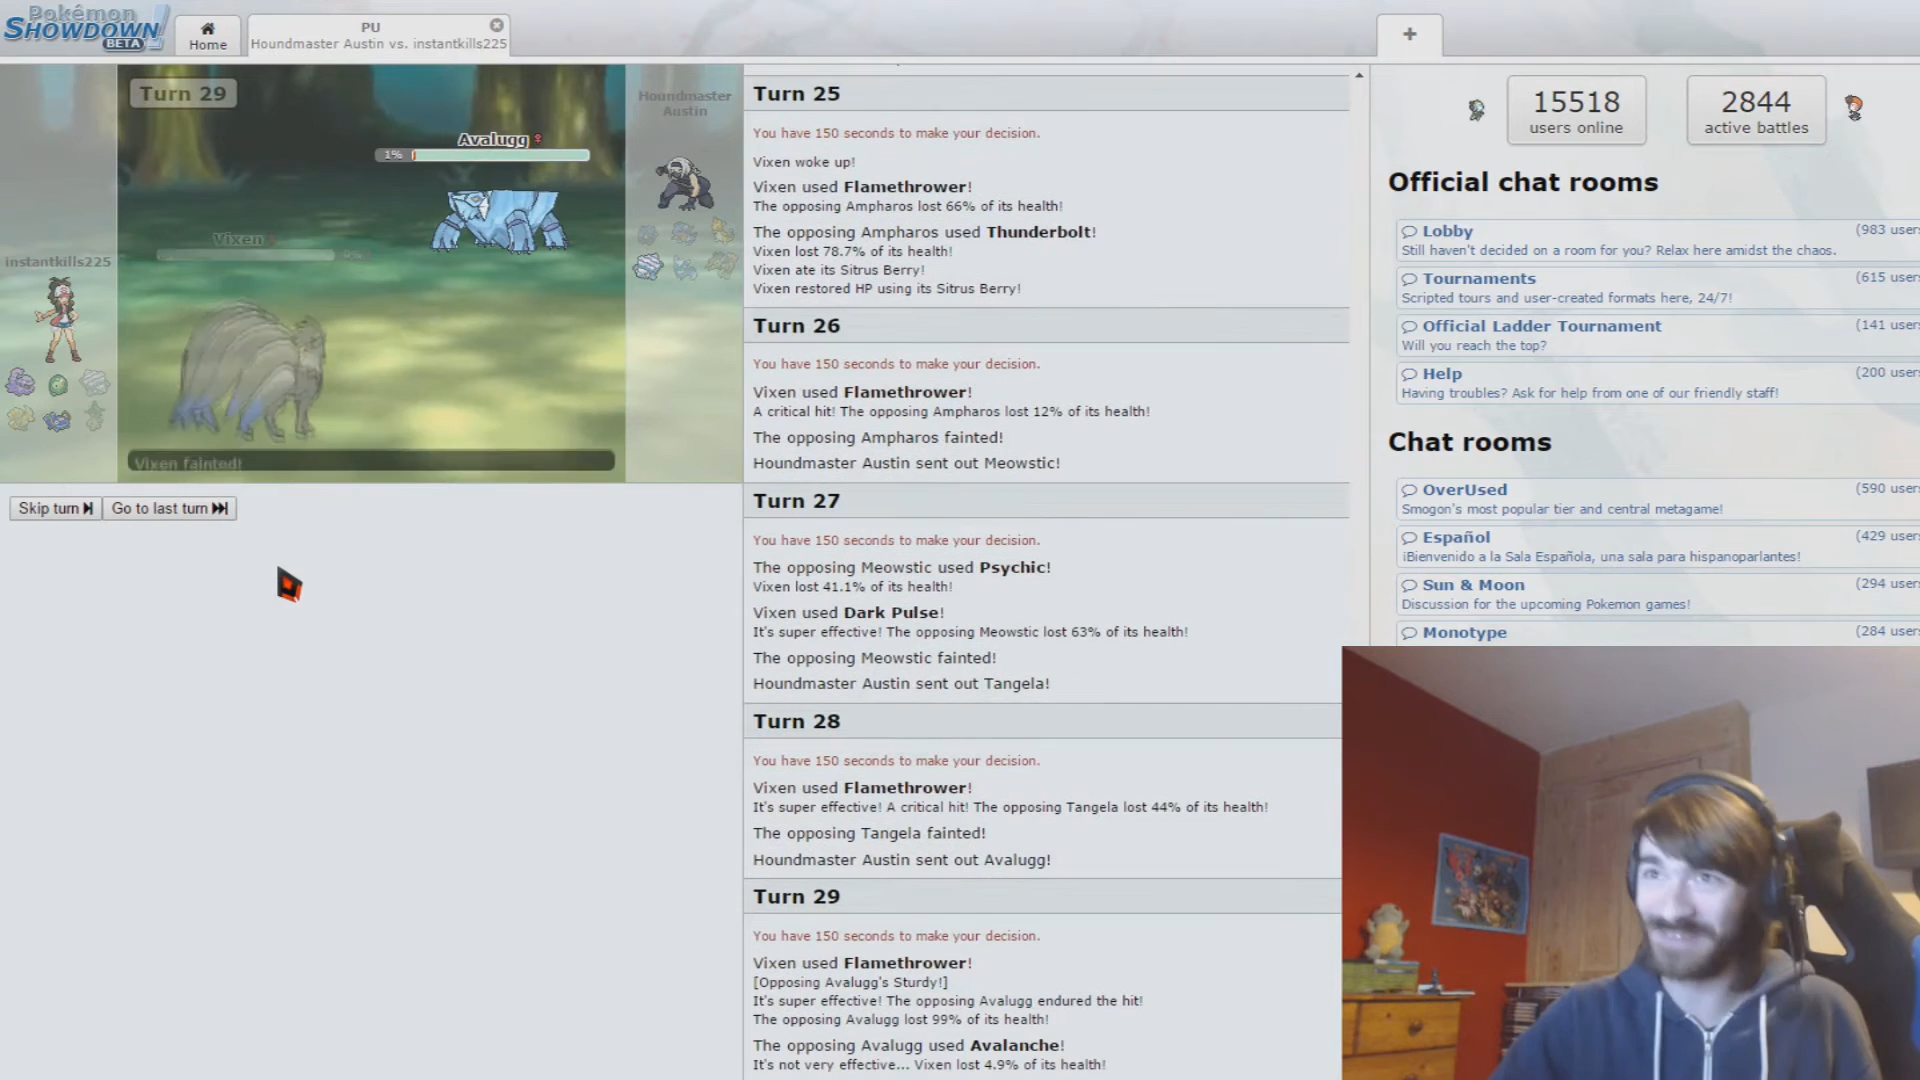 Pokémon
SHOWDOWN!
BETA
Home
PU
Houndmaster Austin vs. instantkills225
+
Turn 29
Houndmaster
Austin
Avalugg
1%
Vixen
0%
instantkills225
Vixen fainted!
Skip turn
Go to last turn
Turn 25
You have 150 seconds to make your decision.
Vixen woke up!
Vixen used Flamethrower!
The opposing Ampharos lost 66% of its health!
The opposing Ampharos used Thunderbolt!
Vixen lost 78.7% of its health!
Vixen ate its Sitrus Berry!
Vixen restored HP using its Sitrus Berry!
Turn 26
You have 150 seconds to make your decision.
Vixen used Flamethrower!
A critical hit! The opposing Ampharos lost 12% of its health!
The opposing Ampharos fainted!
Houndmaster Austin sent out Meowstic!
Turn 27
You have 150 seconds to make your decision.
The opposing Meowstic used Psychic!
Vixen lost 41.1% of its health!
Vixen used Dark Pulse!
It's super effective! The opposing Meowstic lost 63% of its health!
The opposing Meowstic fainted!
Houndmaster Austin sent out Tangela!
Turn 28
You have 150 seconds to make your decision.
Vixen used Flamethrower!
It's super effective! A critical hit! The opposing Tangela lost 44% of its health!
The opposing Tangela fainted!
Houndmaster Austin sent out Avalugg!
Turn 29
You have 150 seconds to make your decision.
Vixen used Flamethrower!
[Opposing Avalugg's Sturdy!]
It's super effective! The opposing Avalugg endured the hit!
The opposing Avalugg lost 99% of its health!
The opposing Avalugg used Avalanche!
It's not very effective... Vixen lost 4.9% of its health!
15518
users online
2844
active battles
Official chat rooms
Lobby (983 users
Still haven't decided on a room for you? Relax here amidst the chaos.
Tournaments (615 users
Scripted tours and user-created formats here, 24/7!
Official Ladder Tournament (141 users
Will you reach the top?
Help (200 users
Having troubles? Ask for help from one of our friendly staff!
Chat rooms
OverUsed (590 users
Smogon's most popular tier and central metagame!
Español (429 users
¡Bienvenido a la Sala Española, una sala para hispanoparlantes!
Sun & Moon (294 users
Discussion for the upcoming Pokemon games!
Monotype (284 users